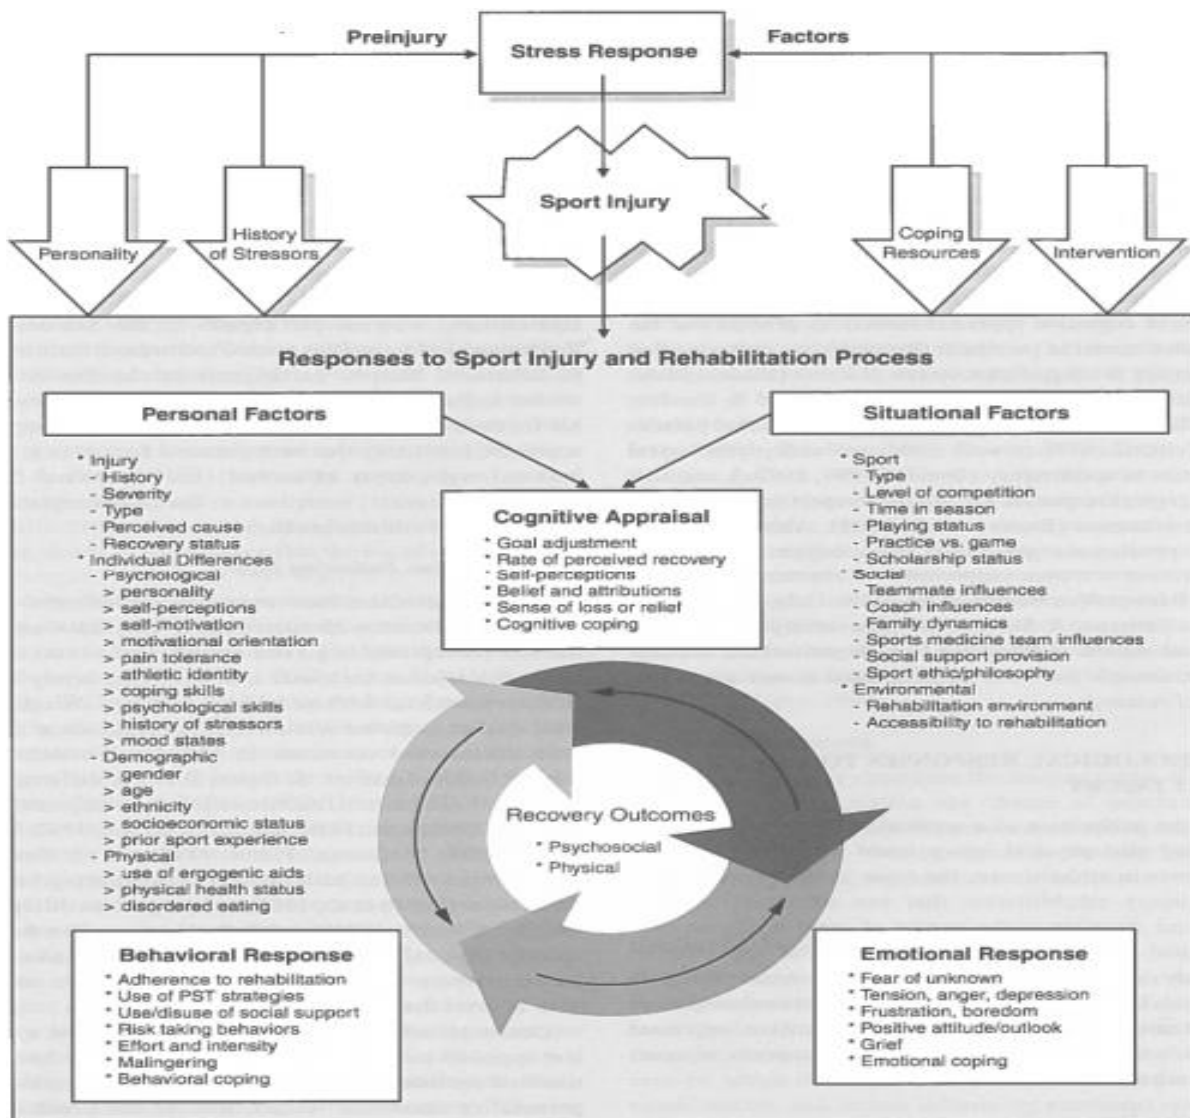 Preinjury
Stress Response
Factors
Sport Injury
Personality
History
of Stressors
Coping
Resources
Intervention
Responses to Sport Injury and Rehabilitation Process
Personal Factors
* Injury
- History
- Severity
- Type
- Perceived cause
- Recovery status
* Individual Differences
- Psychological
> personality
> self-perceptions
> self-motivation
> motivational orientation
> pain tolerance
> athletic identity
> coping skills
> psychological skills
> history of stressors
> mood states
- Demographic
> gender
> age
> ethnicity
> socioeconomic status
> prior sport experience
- Physical
> use of ergogenic aids
> physical health status
> disordered eating
Situational Factors
* Sport
- Type
- Level of competition
- Time in season
- Playing status
- Practice vs. game
- Scholarship status
* Social
- Teammate influences
- Coach influences
- Family dynamics
- Sports medicine team influences
- Social support provision
- Sport ethic/philosophy
* Environmental
- Rehabilitation environment
- Accessibility to rehabilitation
Cognitive Appraisal
* Goal adjustment
* Rate of perceived recovery
* Self-perceptions
* Belief and attributions
* Sense of loss or relief
* Cognitive coping
Recovery Outcomes
* Psychosocial
* Physical
Behavioral Response
* Adherence to rehabilitation
* Use of PST strategies
* Use/disuse of social support
* Risk taking behaviors
* Effort and intensity
* Malingering
* Behavioral coping
Emotional Response
* Fear of unknown
* Tension, anger, depression
* Frustration, boredom
* Positive attitude/outlook
* Grief
* Emotional coping